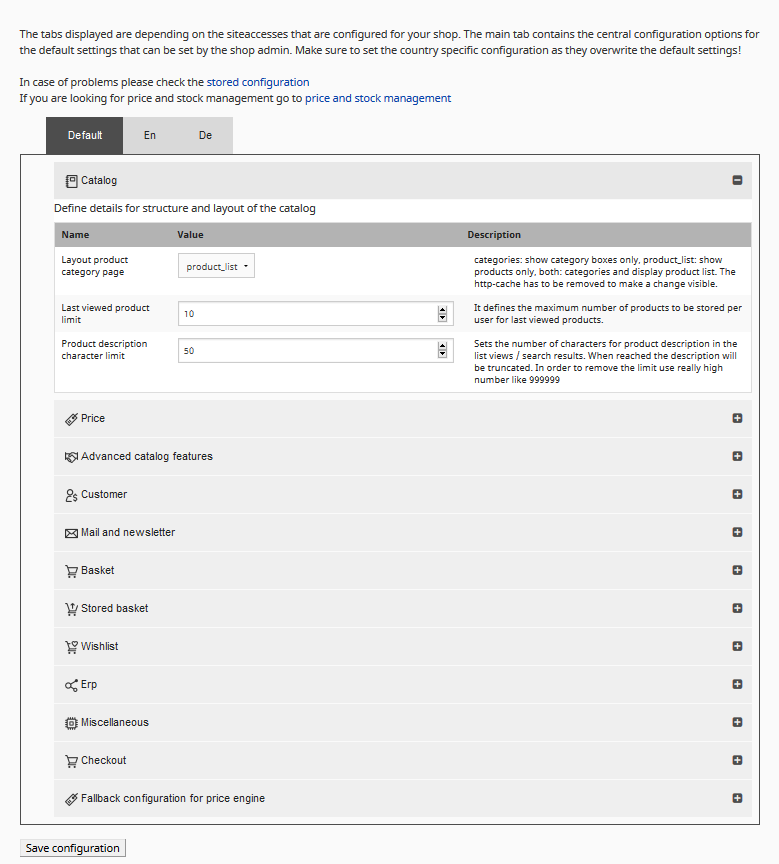 The tabs displayed are depending on the siteaccesses that are configured for your shop. The main tab contains the central configuration options for
the default settings that can be set by the shop admin. Make sure to set the country specific configuration as they overwrite the default settings!
In case of problems please check the stored configuration
If you are looking for price and stock management go to price and stock management
Default En De
Catalog
Define details for structure and layout of the catalog
Name Value Description
Layout product
category page
product_list
categories: show category boxes only, product_list: show
products only, both: categories and display product list. The
http-cache has to be removed to make a change visible.
Last viewed product
limit
10
It defines the maximum number of products to be stored per
user for last viewed products.
Product description
character limit
50
Sets the number of characters for product description in the
list views / search results. When reached the description will
be truncated. In order to remove the limit use really high
number like 999999
Price
Advanced catalog features
Customer
Mail and newsletter
Basket
Stored basket
Wishlist
Erp
Miscellaneous
Checkout
Fallback configuration for price engine
Save configuration